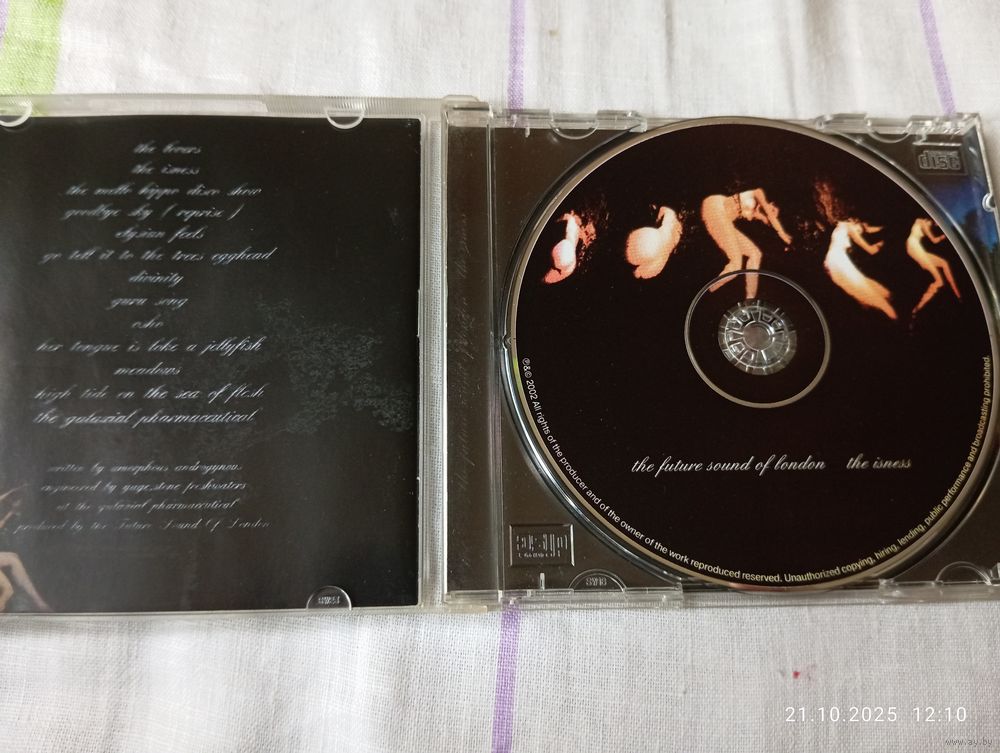 the lovers
the isness
the mello hippo disco show
goodbye sky ( reprise )
elysian feels
go tell it to the trees egghead
divinity
guru song
osho
her tongue is like a jellyfish
meadows
high tide on the sea of flesh
the galaxial pharmaceutical
written by amorphous androgynous
engineered by
at the galaxial pharmaceutical
produced by the Future Sound Of London
disc
the future sound of london the isness
℗&© 2002 All rights of the producer and of the owner of the work reproduced reserved. Unauthorized copying, hiring, lending, public performance and broadcasting prohibited.
21.10.2025 12:10
www.ay.by